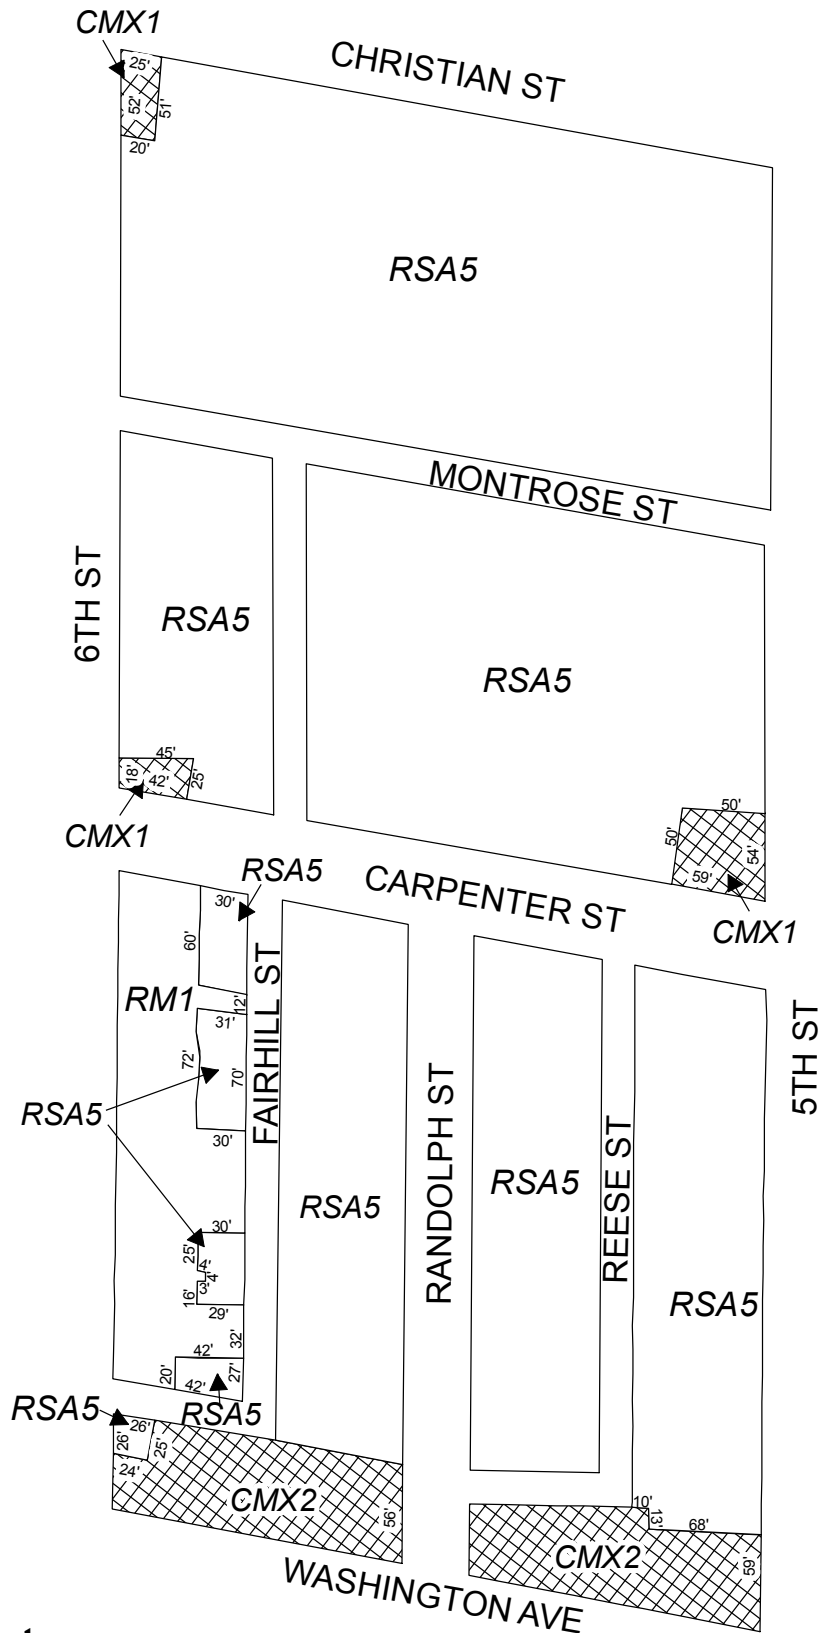 CMX1
CHRISTIAN ST
25'
52'
51'
20'
RSA5
MONTROSE ST
6TH ST
RSA5
RSA5
45'
18'
42'
25'
CMX1
50'
50'
54'
59'
CMX1
CARPENTER ST
RSA5
30'
60'
RM1
12'
31'
72'
70'
RSA5
30'
FAIRHILL ST
RANDOLPH ST
REESE ST
5TH ST
RSA5
RSA5
RSA5
30'
25'
4'
4'
3'
16'
29'
32'
42'
20'
27'
42'
RSA5
RSA5
26'
26'
25'
24'
CMX2
56'
10'
13'
68'
CMX2
59'
WASHINGTON AVE